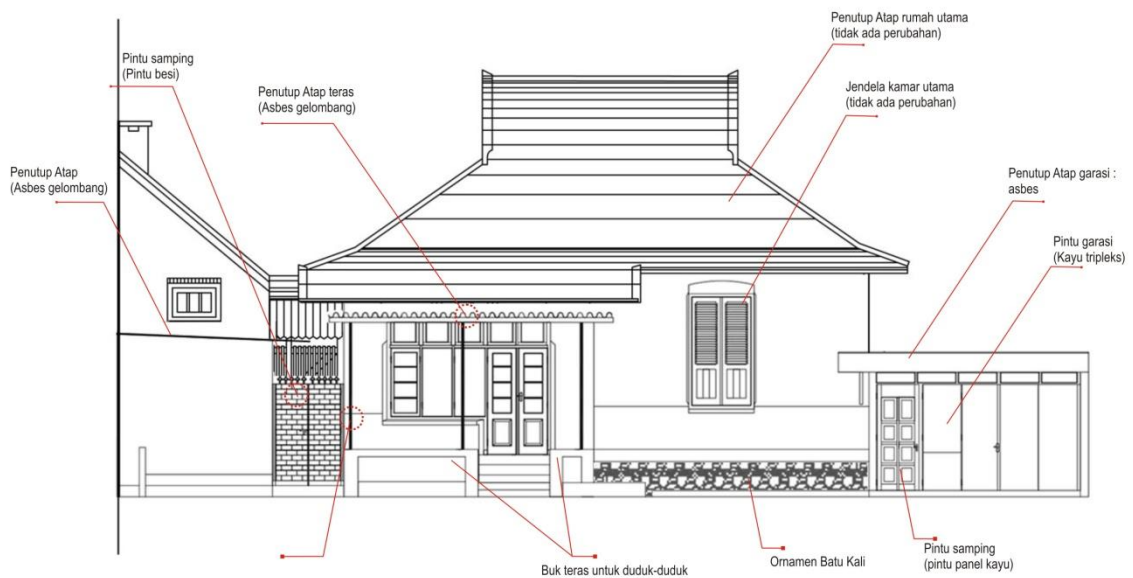 Penutup Atap rumah utama
(tidak ada perubahan)
Pintu samping
(Pintu besi)
Penutup Atap teras
(Asbes gelombang)
Jendela kamar utama
(tidak ada perubahan)
Penutup Atap
(Asbes gelombang)
Penutup Atap garasi :
asbes
Pintu garasi
(Kayu tripleks)
Buk teras untuk duduk-duduk
Ornamen Batu Kali
Pintu samping
(pintu panel kayu)